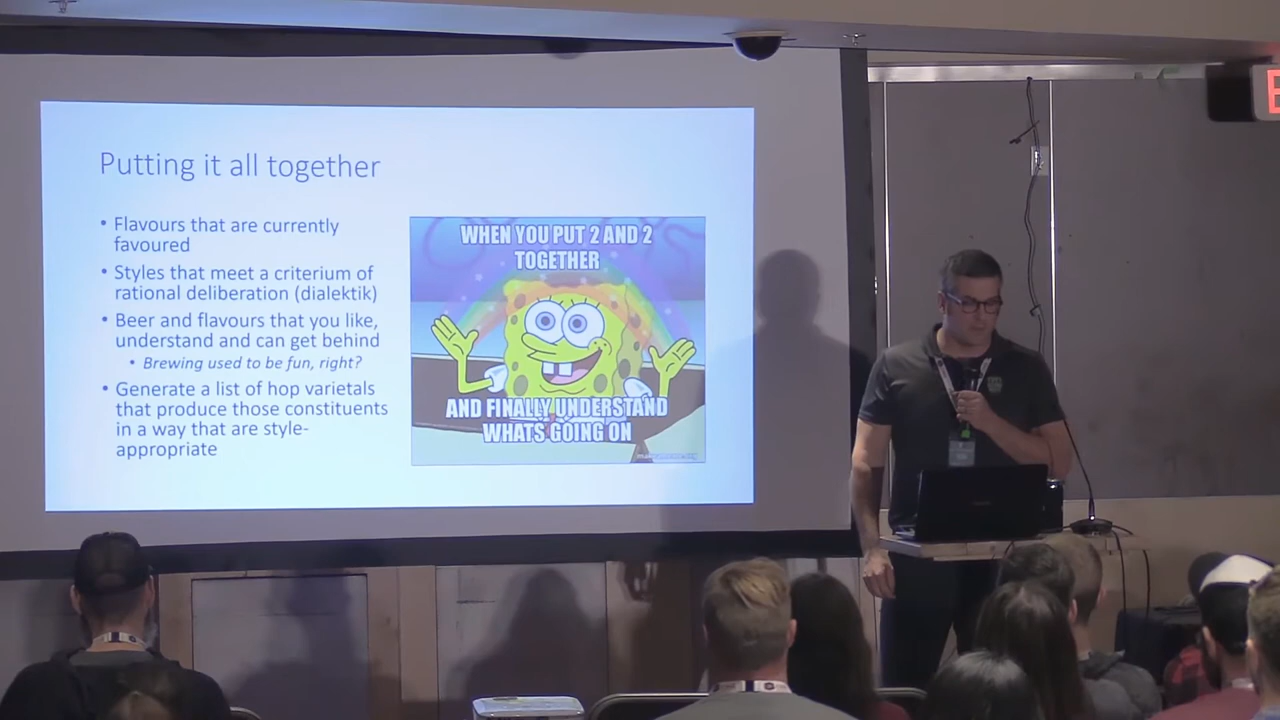 Putting it all together
• Flavours that are currently
favoured
• Styles that meet a criterium of
rational deliberation (dialektik)
• Beer and flavours that you like,
understand and can get behind
• Brewing used to be fun, right?
• Generate a list of hop varietals
that produce those constituents
in a way that are style-
appropriate
WHEN YOU PUT 2 AND 2
TOGETHER
AND FINALLY UNDERSTAND
WHATS GOING ON
E